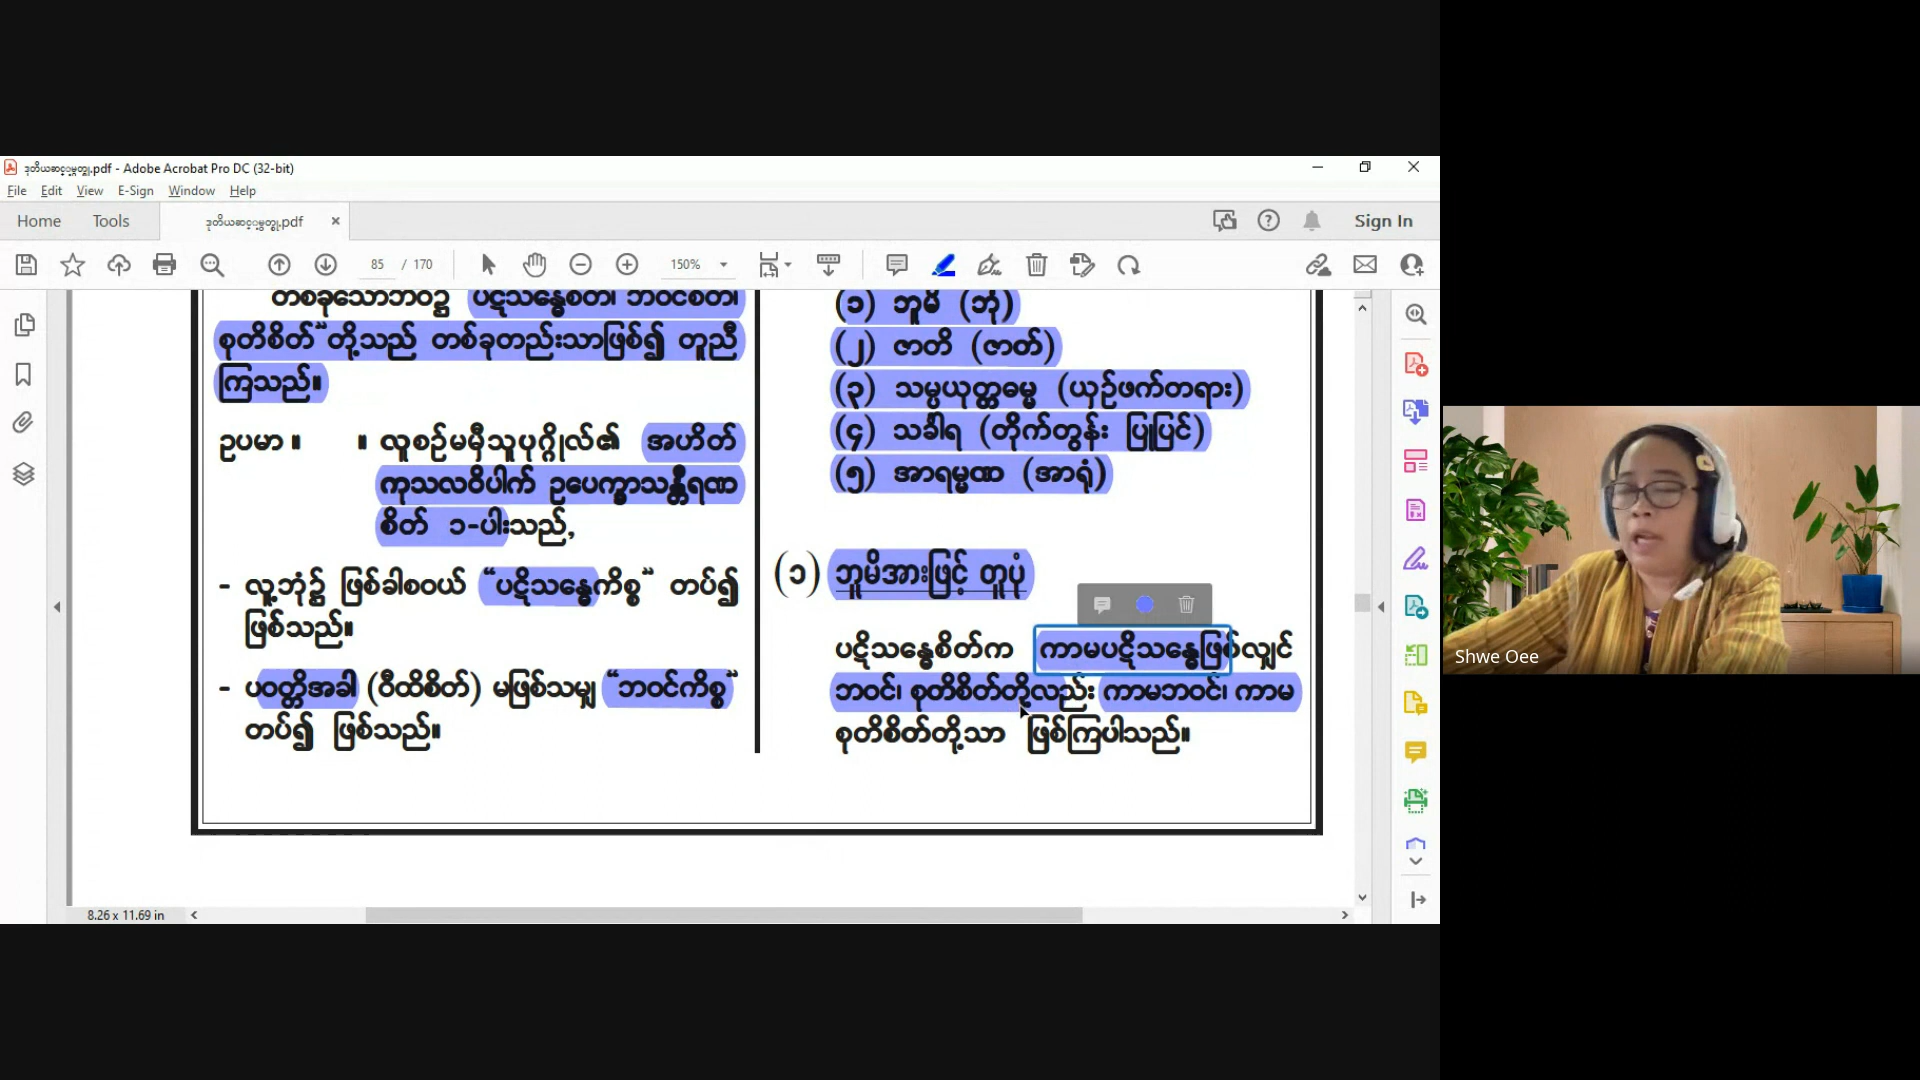 ဒုတိယဆင့်မှတ်စု.pdf - Adobe Acrobat Pro DC (32-bit)
File Edit View E-Sign Window Help
Home Tools ဒုတိယဆင့်မှတ်စု.pdf Sign In
85 / 170 150%
တစ်ခုသောဘဝ၌ ပဋိသန္ဓေစိတ်၊ ဘဝင်စိတ်၊
စုတိစိတ်”တို့သည် တစ်ခုတည်းသာဖြစ်၍ တူညီ
ကြသည်။
ဥပမာ ။ ။ လူစဉ်မမှီသူပုဂ္ဂိုလ်၏ အဟိတ်
ကုသလဝိပါက် ဥပေက္ခာသန္တီရဏ
စိတ် ၁-ပါးသည်,
- လူ့ဘုံ၌ ဖြစ်ခါစဝယ် “ပဋိသန္ဓေကိစ္စ” တပ်၍
ဖြစ်သည်။
- ပဝတ္တိအခါ (ဝီထိစိတ်) မဖြစ်သမျှ “ဘဝင်ကိစ္စ”
တပ်၍ ဖြစ်သည်။
(၁) ဘူမိ (ဘုံ)
(၂) ဇာတိ (ဇာတ်)
(၃) သမ္ပယုတ္တဓမ္မ (ယှဉ်ဖက်တရား)
(၄) သင်္ခါရ (တိုက်တွန်း ပြုပြင်)
(၅) အာရမ္မဏ (အာရုံ)
(၁) ဘူမိအားဖြင့် တူပုံ
ပဋိသန္ဓေစိတ်က ကာမပဋိသန္ဓေဖြစ်လျှင်
ဘဝင်၊ စုတိစိတ်တို့လည်း ကာမဘဝင်၊ ကာမ
စုတိစိတ်တို့သာ ဖြစ်ကြပါသည်။
8.26 x 11.69 in
Shwe Oee